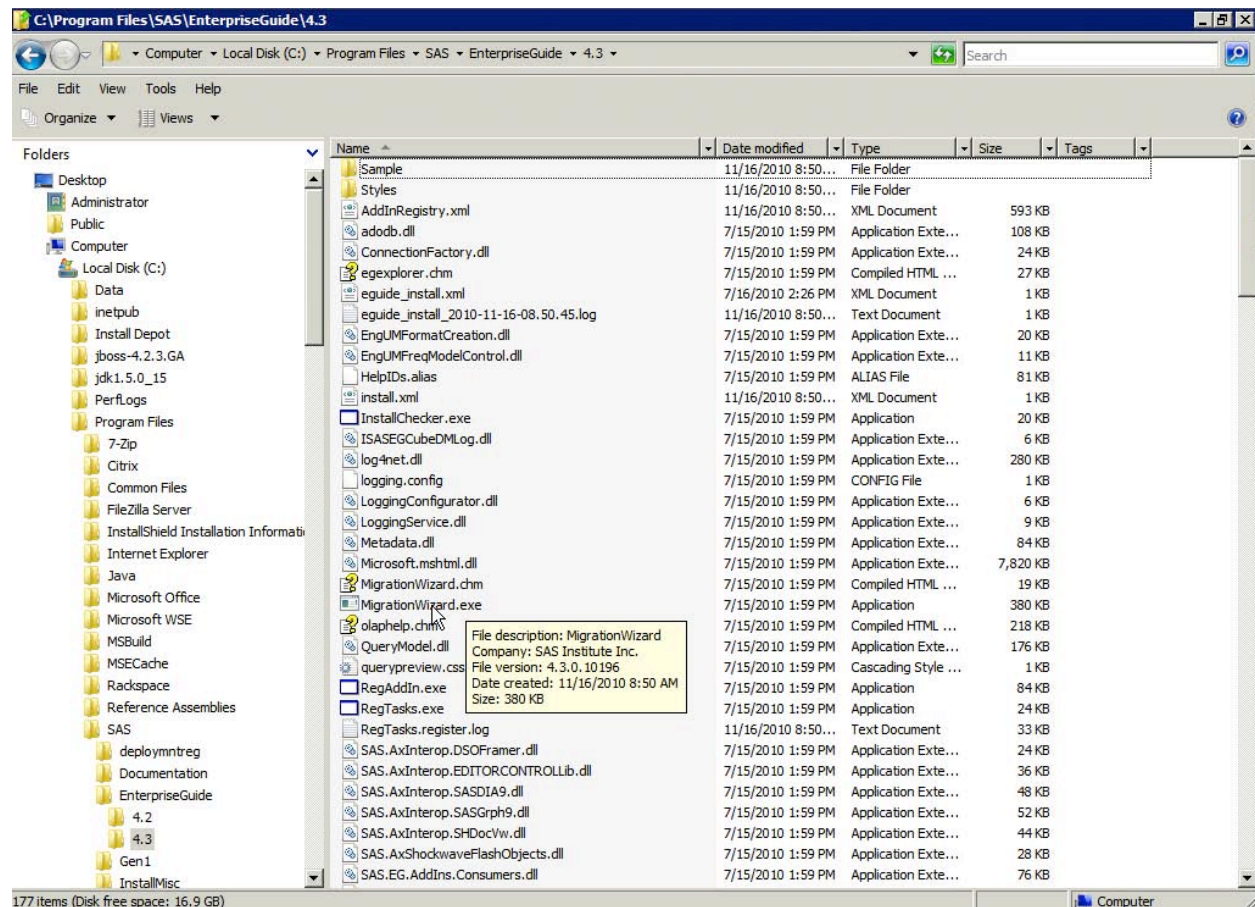 C:\Program Files\SAS\EnterpriseGuide\4.3
Computer Local Disk (C:) Program Files SAS EnterpriseGuide 4.3
Search
File Edit View Tools Help
Organize Views
Folders
Desktop
Administrator
Public
Computer
Local Disk (C:)
Data
inetpub
Install Depot
jboss-4.2.3.GA
jdk1.5.0_15
PerfLogs
Program Files
7-Zip
Citrix
Common Files
FileZilla Server
InstallShield Installation Informati
Internet Explorer
Java
Microsoft Office
Microsoft WSE
MSBuild
MSECache
Rackspace
Reference Assemblies
SAS
deploymntreg
Documentation
EnterpriseGuide
4.2
4.3
Gen1
InstallMisc
Name Date modified Type Size Tags
Sample 11/16/2010 8:50... File Folder
Styles 11/16/2010 8:50... File Folder
AddInRegistry.xml 11/16/2010 8:50... XML Document 593 KB
adodb.dll 7/15/2010 1:59 PM Application Exte... 108 KB
ConnectionFactory.dll 7/15/2010 1:59 PM Application Exte... 24 KB
egexplorer.chm 7/15/2010 1:59 PM Compiled HTML ... 27 KB
eguide_install.xml 7/16/2010 2:26 PM XML Document 1 KB
eguide_install_2010-11-16-08.50.45.log 11/16/2010 8:50... Text Document 1 KB
EngUMFormatCreation.dll 7/15/2010 1:59 PM Application Exte... 20 KB
EngUMFreqModelControl.dll 7/15/2010 1:59 PM Application Exte... 11 KB
HelpIDs.alias 7/15/2010 1:59 PM ALIAS File 81 KB
install.xml 11/16/2010 8:50... XML Document 1 KB
InstallChecker.exe 7/15/2010 1:59 PM Application 20 KB
ISASEGCubeDMLog.dll 7/15/2010 1:59 PM Application Exte... 6 KB
log4net.dll 7/15/2010 1:59 PM Application Exte... 280 KB
logging.config 7/15/2010 1:59 PM CONFIG File 1 KB
LoggingConfigurator.dll 7/15/2010 1:59 PM Application Exte... 6 KB
LoggingService.dll 7/15/2010 1:59 PM Application Exte... 9 KB
Metadata.dll 7/15/2010 1:59 PM Application Exte... 84 KB
Microsoft.mshtml.dll 7/15/2010 1:59 PM Application Exte... 7,820 KB
MigrationWizard.chm 7/15/2010 1:59 PM Compiled HTML ... 19 KB
MigrationWizard.exe 7/15/2010 1:59 PM Application 380 KB
olaphelp.chm 7/15/2010 1:59 PM Compiled HTML ... 218 KB
QueryModel.dll 7/15/2010 1:59 PM Application Exte... 176 KB
querypreview.css 7/15/2010 1:59 PM Cascading Style ... 1 KB
RegAddIn.exe 7/15/2010 1:59 PM Application 84 KB
RegTasks.exe 7/15/2010 1:59 PM Application 24 KB
RegTasks.register.log 11/16/2010 8:50... Text Document 33 KB
SAS.AxInterop.DSOFramer.dll 7/15/2010 1:59 PM Application Exte... 24 KB
SAS.AxInterop.EDITORCONTROLLib.dll 7/15/2010 1:59 PM Application Exte... 36 KB
SAS.AxInterop.SASDIA9.dll 7/15/2010 1:59 PM Application Exte... 48 KB
SAS.AxInterop.SASGrph9.dll 7/15/2010 1:59 PM Application Exte... 52 KB
SAS.AxInterop.SHDocVw.dll 7/15/2010 1:59 PM Application Exte... 44 KB
SAS.AxShockwaveFlashObjects.dll 7/15/2010 1:59 PM Application Exte... 28 KB
SAS.EG.AddIns.Consumers.dll 7/15/2010 1:59 PM Application Exte... 76 KB
File description: MigrationWizard
Company: SAS Institute Inc.
File version: 4.3.0.10196
Date created: 11/16/2010 8:50 AM
Size: 380 KB
177 items (Disk free space: 16.9 GB)
Computer